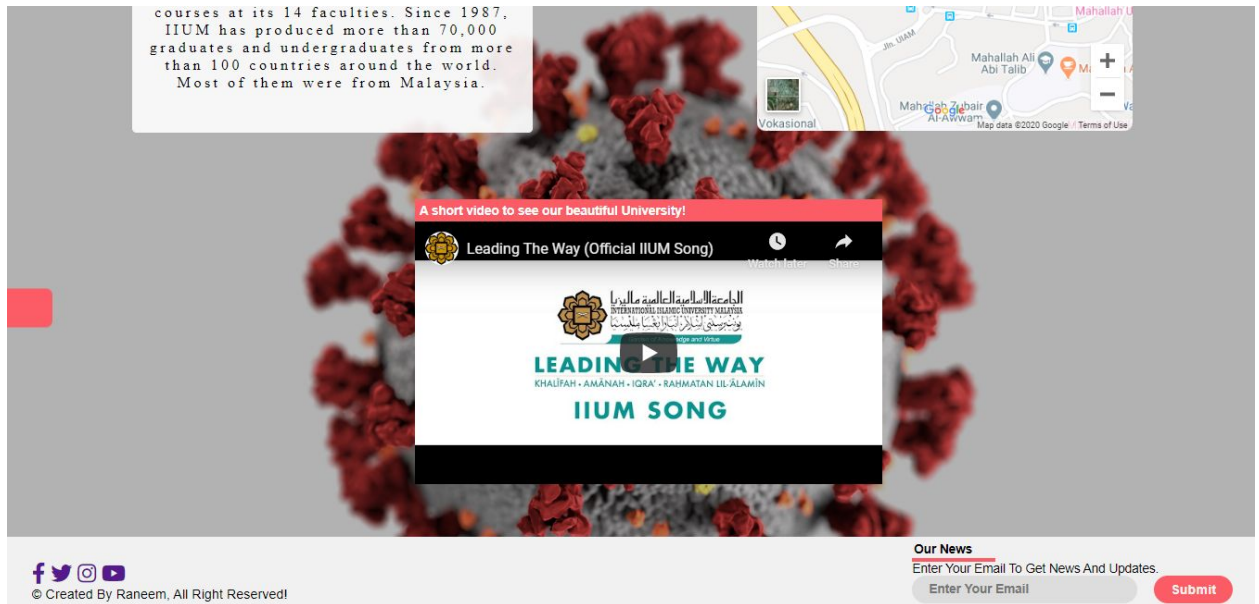 courses at its 14 faculties. Since 1987,
IIUM has produced more than 70,000
graduates and undergraduates from more
than 100 countries around the world.
Most of them were from Malaysia.
Mahallah U
Jln. UIAM
Mahallah Ali
Abi Talib
Mahallah Zubair
Al-Awwam
Vokasional
Google
Map data ©2020 Google
Terms of Use
A short video to see our beautiful University!
Leading The Way (Official IIUM Song)
Watch later
Share
الجامعة الإسلامية العالمية ماليزيا
INTERNATIONAL ISLAMIC UNIVERSITY MALAYSIA
and Virtue
LEADING THE WAY
KHALĪFAH • AMĀNAH • IQRA' • RAHMATAN LIL-ĀLAMĪN
IIUM SONG
Our News
Enter Your Email To Get News And Updates.
Enter Your Email
Submit
© Created By Raneem, All Right Reserved!